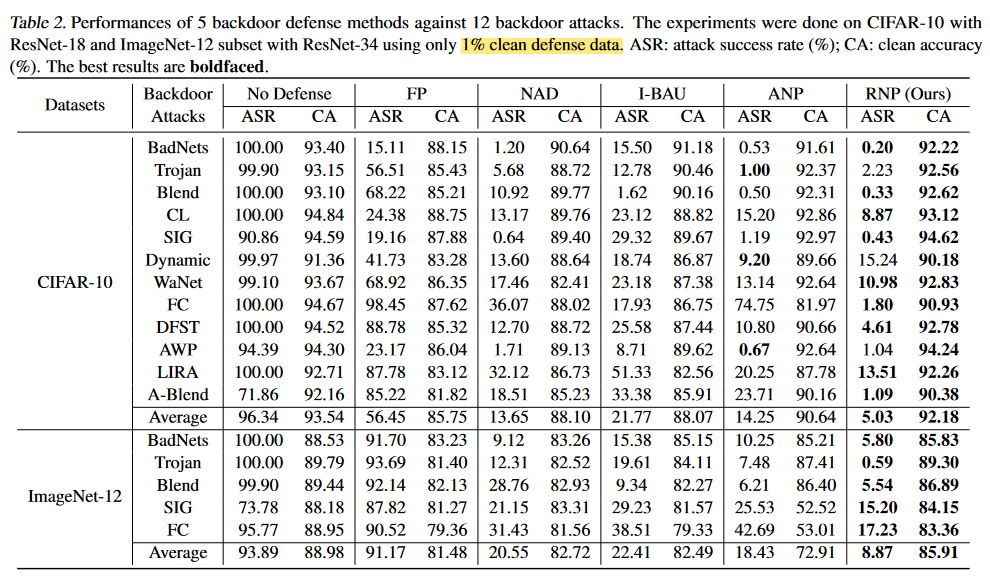 Table 2. Performances of 5 backdoor defense methods against 12 backdoor attacks. The experiments were done on CIFAR-10 with
ResNet-18 and ImageNet-12 subset with ResNet-34 using only 1% clean defense data. ASR: attack success rate (%); CA: clean accuracy
(%). The best results are boldfaced.
Datasets Backdoor Attacks No Defense FP NAD I-BAU ANP RNP (Ours)
ASR CA ASR CA ASR CA ASR CA ASR CA ASR CA
CIFAR-10
BadNets 100.00 93.40 15.11 88.15 1.20 90.64 15.50 91.18 0.53 91.61 0.20 92.22
Trojan 99.90 93.15 56.51 85.43 5.68 88.72 12.78 90.46 1.00 92.37 2.23 92.56
Blend 100.00 93.10 68.22 85.21 10.92 89.77 1.62 90.16 0.50 92.31 0.33 92.62
CL 100.00 94.84 24.38 88.75 13.17 89.76 23.12 88.82 15.20 92.86 8.87 93.12
SIG 90.86 94.59 19.16 87.88 0.64 89.40 29.32 89.67 1.19 92.97 0.43 94.62
Dynamic 99.97 91.36 41.73 83.28 13.60 88.64 18.74 86.87 9.20 89.66 15.24 90.18
WaNet 99.10 93.67 68.92 86.35 17.46 82.41 23.18 87.38 13.14 92.64 10.98 92.83
FC 100.00 94.67 98.45 87.62 36.07 88.02 17.93 86.75 74.75 81.97 1.80 90.93
DFST 100.00 94.52 88.78 85.32 12.70 88.72 25.58 87.44 10.80 90.66 4.61 92.78
AWP 94.39 94.30 23.17 86.04 1.71 89.13 8.71 89.62 0.67 92.64 1.04 94.24
LIRA 100.00 92.71 87.78 83.12 32.12 86.73 51.33 82.56 20.25 87.78 13.51 92.26
A-Blend 71.86 92.16 85.22 81.82 18.51 85.23 33.38 85.91 23.71 90.16 1.09 90.38
Average 96.34 93.54 56.45 85.75 13.65 88.10 21.77 88.07 14.25 90.64 5.03 92.18
ImageNet-12
BadNets 100.00 88.53 91.70 83.23 9.12 83.26 15.38 85.15 10.25 85.21 5.80 85.83
Trojan 100.00 89.79 93.69 81.40 12.31 82.52 19.61 84.11 7.48 87.41 0.59 89.30
Blend 99.90 89.44 92.14 82.13 28.76 82.93 9.34 82.27 6.21 86.40 5.54 86.89
SIG 73.78 88.18 87.82 81.27 21.15 83.31 29.23 81.57 25.53 52.52 15.20 84.15
FC 95.77 88.95 90.52 79.36 31.43 81.56 38.51 79.33 42.69 53.01 17.23 83.36
Average 93.89 88.98 91.17 81.48 20.55 82.72 22.41 82.49 18.43 72.91 8.87 85.91